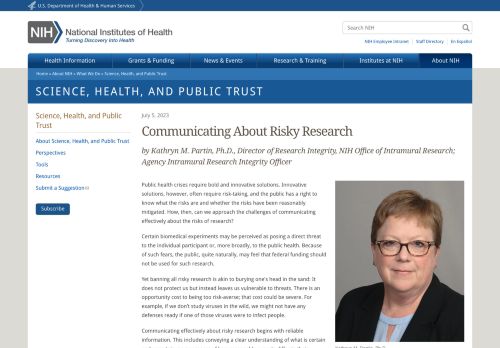 U.S. Department of Health & Human Services
NIH National Institutes of Health
Turning Discovery Into Health
Search NIH
NIH Employee Intranet | Staff Directory | En Español
Health Information
Grants & Funding
News & Events
Research & Training
Institutes at NIH
About NIH
Home » About NIH » What We Do » Science, Health, and Public Trust
SCIENCE, HEALTH, AND PUBLIC TRUST
Science, Health, and Public
Trust
About Science, Health, and Public Trust
Perspectives
Tools
Resources
Submit a Suggestion
Subscribe
July 5, 2023
Communicating About Risky Research
by Kathryn M. Partin, Ph.D., Director of Research Integrity, NIH Office of Intramural Research;
Agency Intramural Research Integrity Officer
Public health crises require bold and innovative solutions. Innovative
solutions, however, often require risk-taking, and the public has a right to
know what the risks are and whether the risks have been reasonably
mitigated. How, then, can we approach the challenges of communicating
effectively about the risks of research?
Certain biomedical experiments may be perceived as posing a direct threat
to the individual participant or, more broadly, to the public health. Because
of such fears, the public, quite naturally, may feel that federal funding should
not be used for such research.
Yet banning all risky research is akin to burying one's head in the sand: It
does not protect us but instead leaves us vulnerable to threats. There is an
opportunity cost to being too risk-averse; that cost could be severe. For
example, if we don't study viruses in the wild, we might not have any
defenses ready if one of those viruses were to infect people.
Communicating effectively about risky research begins with reliable
information. This includes conveying a clear understanding of what is certain